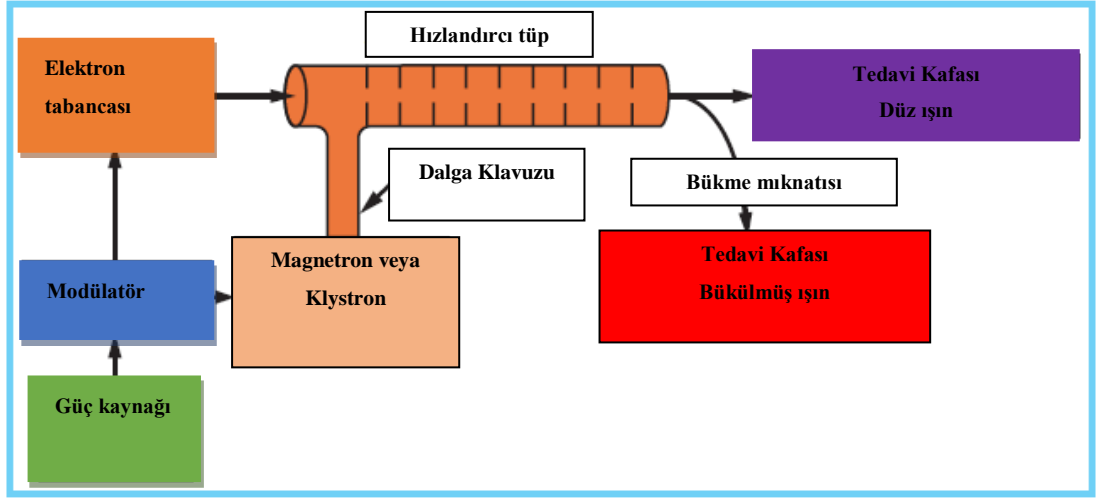 Hızlandırcı tüp
Elektron
tabancası
Tedavi Kafası
Düz ışın
Dalga Klavuzu
Bükme mıknatısı
Magnetron veya
Klystron
Tedavi Kafası
Bükülmüş ışın
Modülatör
Güç kaynağı